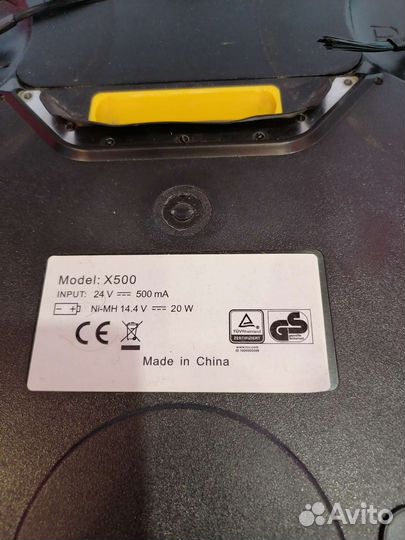 Model: X500
INPUT: 24 V 500 mA
Ni-MH 14.4 V 20 W
CE
TÜVRheinland
ZERTIFIZIERT
GS
Made in China
Avito